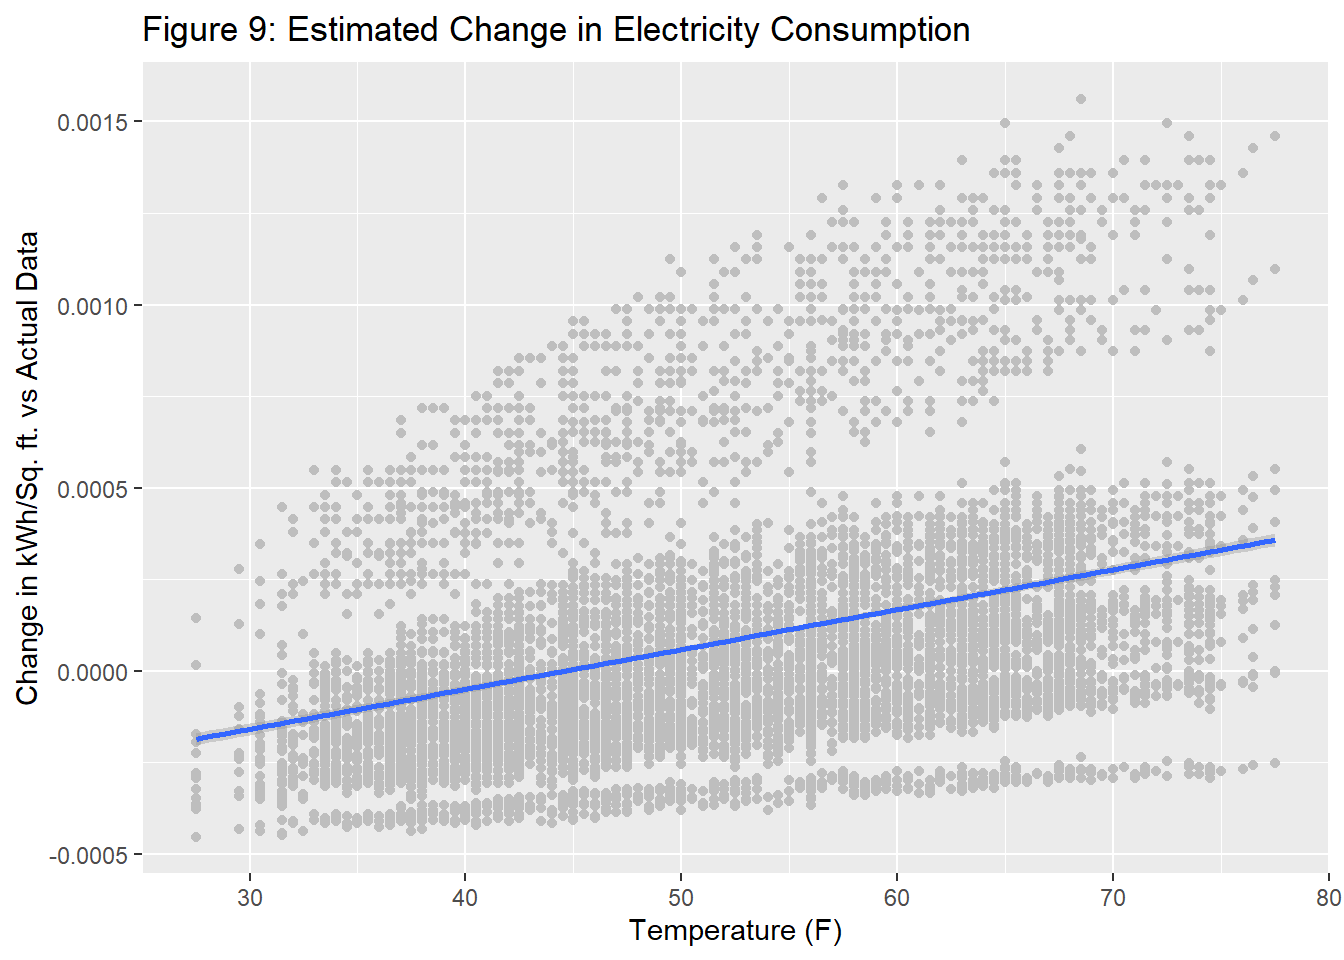 Figure 9: Estimated Change in Electricity Consumption
Change in kWh/Sq. ft. vs Actual Data
0.0015
0.0010
0.0005
0.0000
-0.0005
30 40 50 60 70 80
Temperature (F)